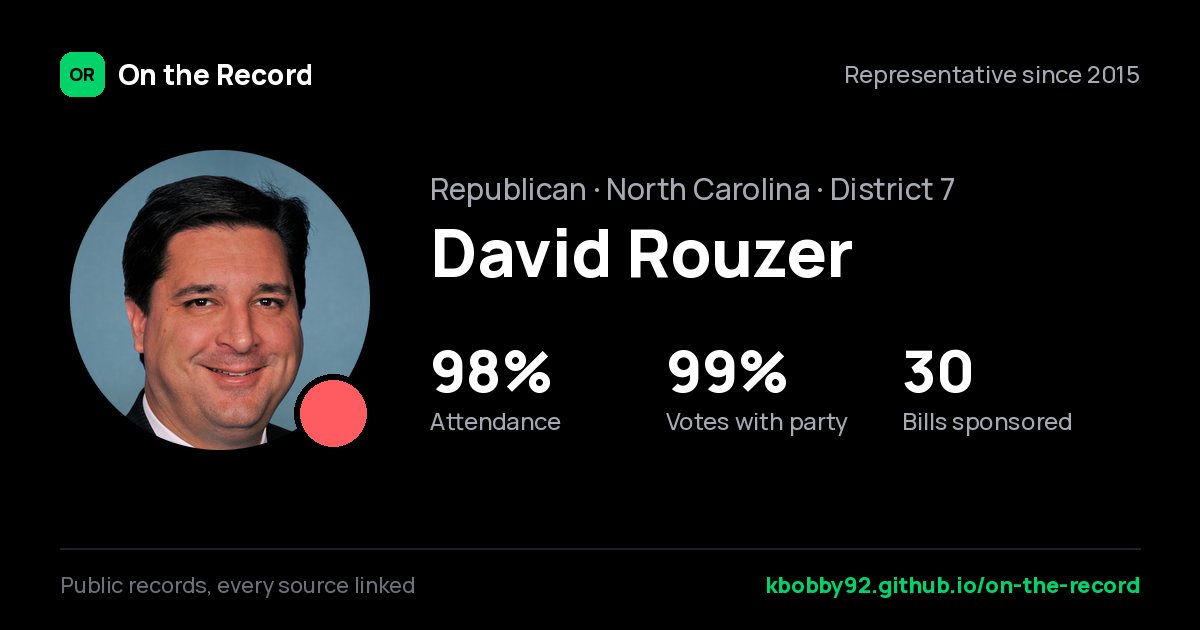 OR On the Record
Representative since 2015
Republican · North Carolina · District 7
David Rouzer
98% 99% 30
Attendance Votes with party Bills sponsored
Public records, every source linked
kbobby92.github.io/on-the-record